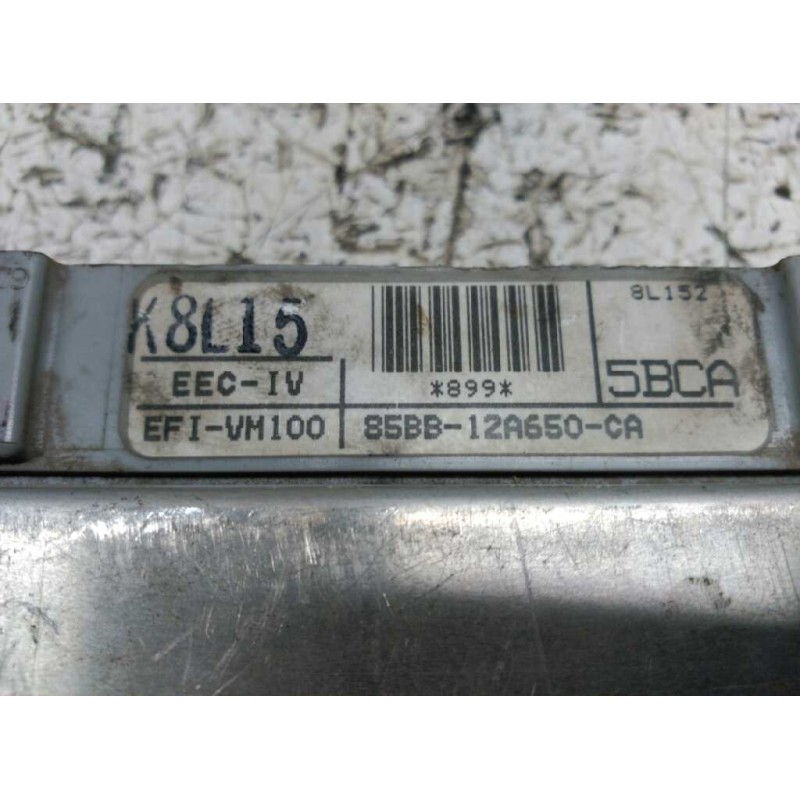 K8L15
8L152
EEC-IV
*899*
5BCA
EFI-VM100
85BB-12A650-CA